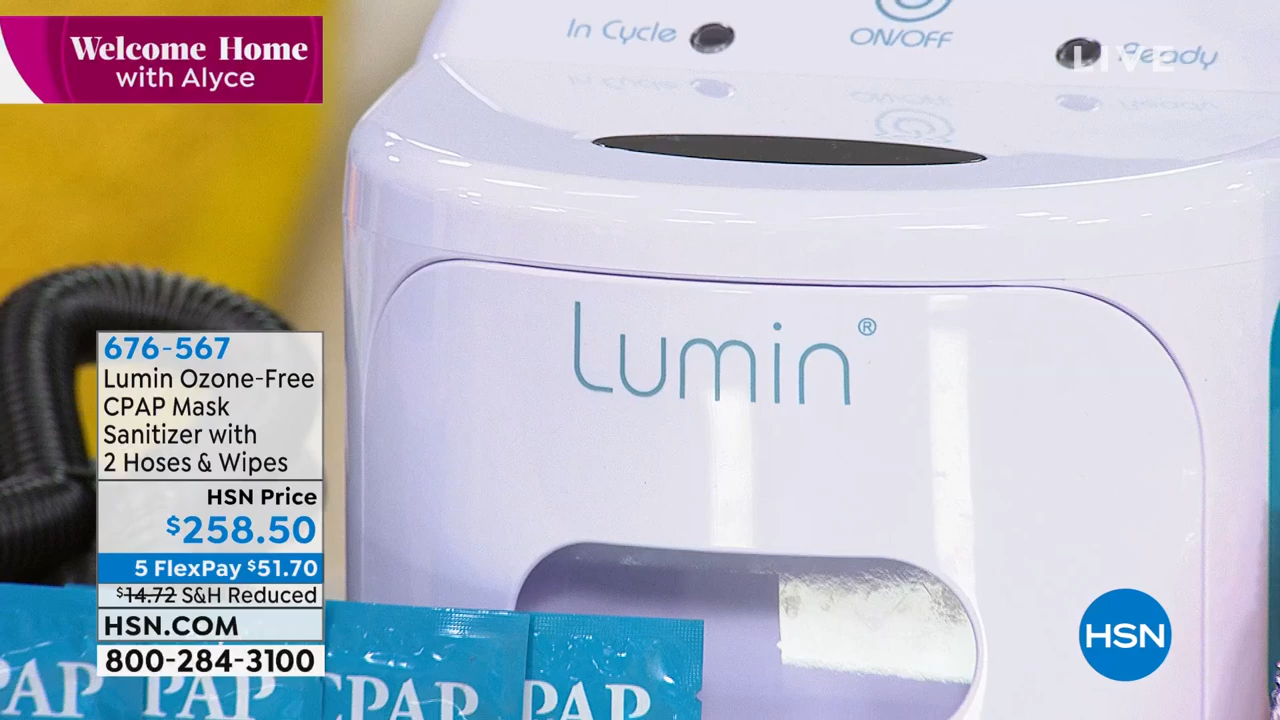 Welcome Home
with Alyce
In Cycle
ON/OFF
Ready
LIVE
Lumin®
676-567
Lumin Ozone-Free
CPAP Mask
Sanitizer with
2 Hoses & Wipes
HSN Price
$258.50
5 FlexPay $51.70
$14.72 S&H Reduced
HSN.COM
800-284-3100
HSN
PAP
PAP
CPAP
PAP